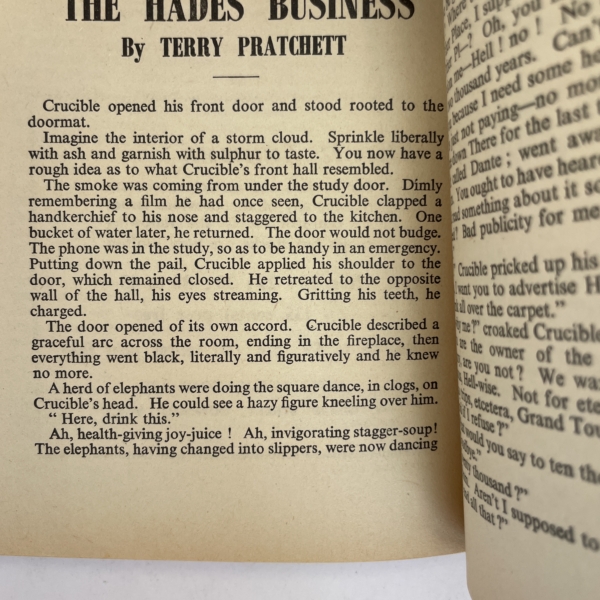 THE HADES BUSINESS
By TERRY PRATCHETT
Crucible opened his front door and stood rooted to the
doormat.
Imagine the interior of a storm cloud. Sprinkle liberally
with ash and garnish with sulphur to taste. You now have a
rough idea as to what Crucible's front hall resembled.
The smoke was coming from under the study door. Dimly
remembering a film he had once seen, Crucible clapped a
handkerchief to his nose and staggered to the kitchen. One
bucket of water later, he returned. The door would not budge.
The phone was in the study, so as to be handy in an emergency.
Putting down the pail, Crucible applied his shoulder to the
door, which remained closed. He retreated to the opposite
wall of the hall, his eyes streaming. Gritting his teeth, he
charged.
The door opened of its own accord. Crucible described a
graceful arc across the room, ending in the fireplace, then
everything went black, literally and figuratively and he knew
no more.
A herd of elephants were doing the square dance, in clogs, on
Crucible's head. He could see a hazy figure kneeling over him.
“ Here, drink this.”
Ah, health-giving joy-juice ! Ah, invigorating stagger-soup!
The elephants, having changed into slippers, were now dancing
Place, I
Oh, you
me—Hell ! no ! No
thousand years. Can't
because I need some
not paying—no
down There for the last
called Dante ; went
You ought to have heard
something about it
Bad publicity for me
Crucible pricked up his
want you to advertise
all over the carpet.”
me ?” croaked Crucible
are the owner of the
are you not ? We
Hell-wise. Not for
etcetera, Grand
I refuse ?”
would you say to ten
thousand ?”
Aren't I supposed to
all that ?”